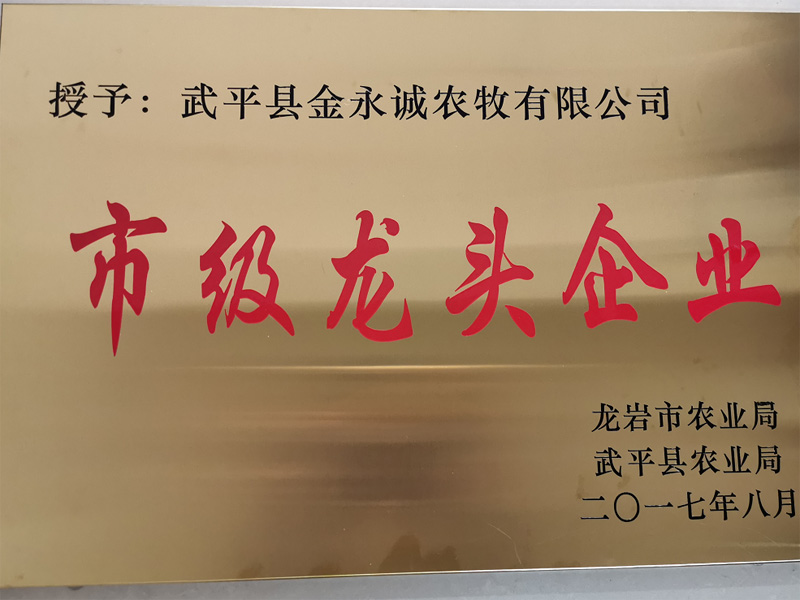 授予：武平县金永诚农牧有限公司
市级龙头企业
龙岩市农业局
武平县农业局
二〇一七年八月